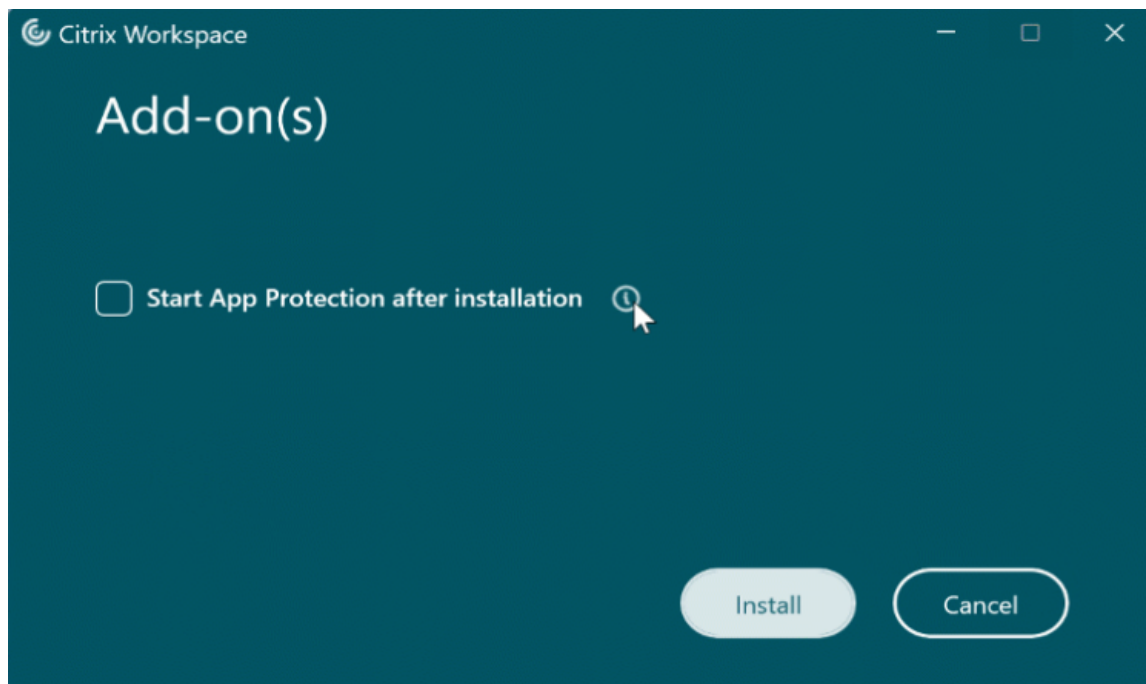 Citrix Workspace
Add-on(s)
Start App Protection after installation
Install Cancel